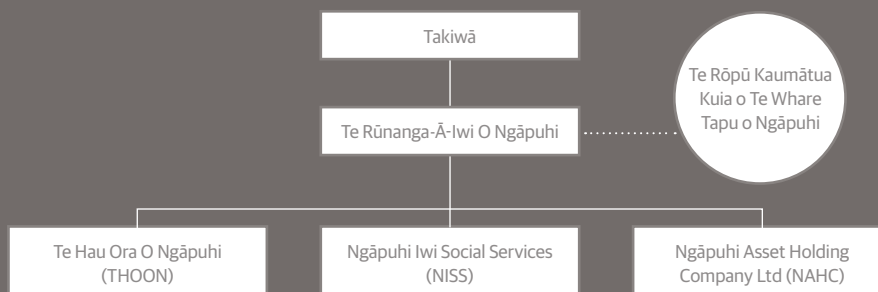 Takiwā
Te Rōpū Kaumātua
Kuia o Te Whare
Tapu o Ngāpuhi
Te Rūnanga-Ā-Iwi O Ngāpuhi
Te Hau Ora O Ngāpuhi
(THOON)
Ngāpuhi Iwi Social Services
(NISS)
Ngāpuhi Asset Holding
Company Ltd (NAHC)